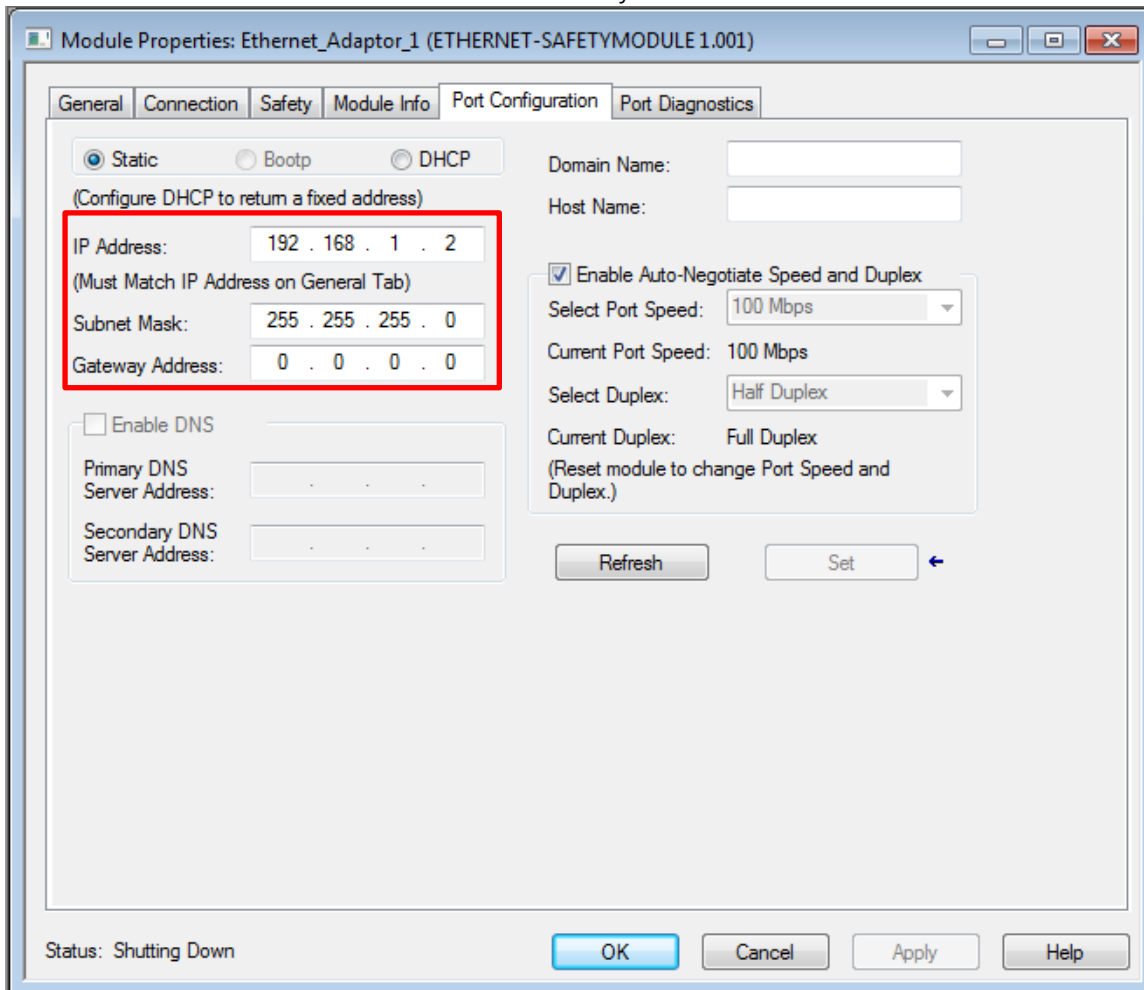 Module Properties: Ethernet_Adaptor_1 (ETHERNET-SAFETYMODULE 1.001)
General Connection Safety Module Info Port Configuration Port Diagnostics
Static Bootp DHCP
(Configure DHCP to return a fixed address)
IP Address: 192 . 168 . 1 . 2
(Must Match IP Address on General Tab)
Subnet Mask: 255 . 255 . 255 . 0
Gateway Address: 0 . 0 . 0 . 0
Enable DNS
Primary DNS
Server Address: . . .
Secondary DNS
Server Address: . . .
Domain Name:
Host Name:
Enable Auto-Negotiate Speed and Duplex
Select Port Speed: 100 Mbps
Current Port Speed: 100 Mbps
Select Duplex: Half Duplex
Current Duplex: Full Duplex
(Reset module to change Port Speed and
Duplex.)
Refresh Set
Status: Shutting Down
OK Cancel Apply Help